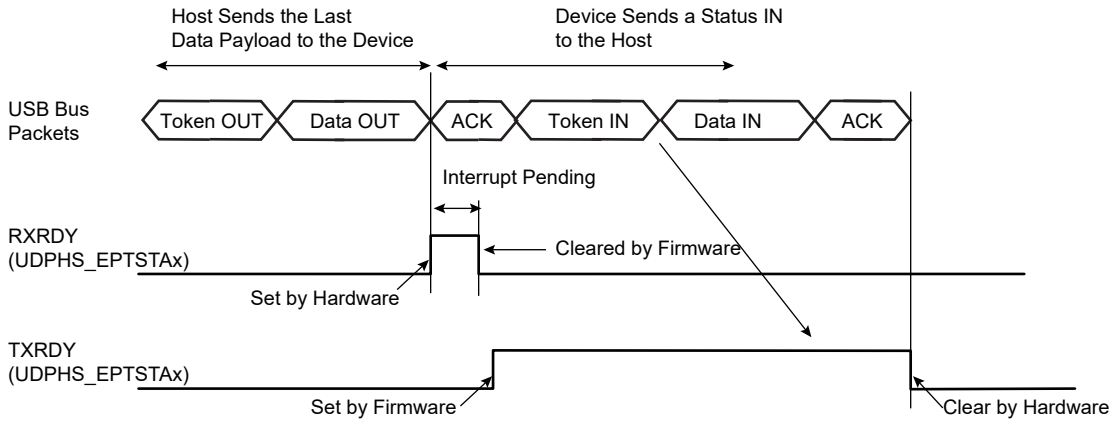 Host Sends the Last
Data Payload to the Device
Device Sends a Status IN
to the Host
USB Bus
Packets
Token OUT
Data OUT
ACK
Token IN
Data IN
ACK
Interrupt Pending
RXRDY
(UDPHS_EPTSTAx)
Cleared by Firmware
Set by Hardware
TXRDY
(UDPHS_EPTSTAx)
Set by Firmware
Clear by Hardware